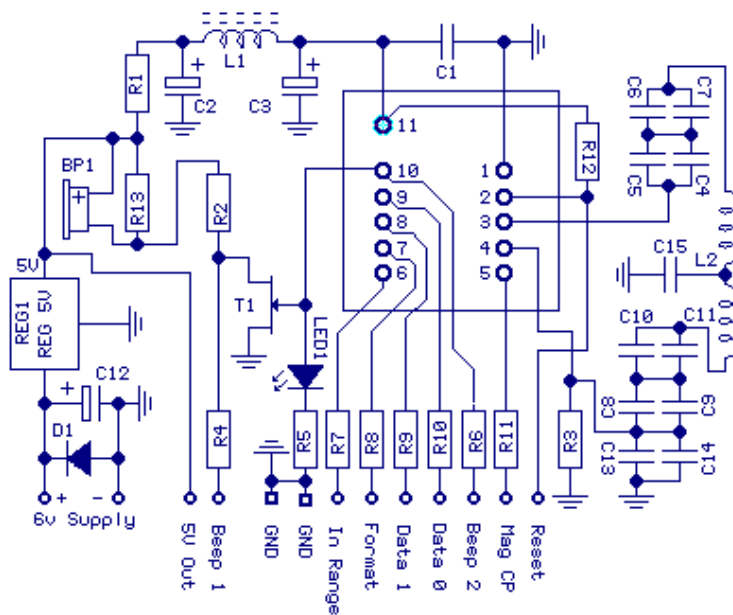 L1
C1
R1
C2
C3
C6
C7
11
R12
BP1
R13
R2
10
1
9
2
8
3
7
4
6
5
C5
C4
5V
T1
C15
L2
REG1
REG 5V
LED1
C10
C11
C12
C8
C9
D1
R4
R5
R7
R8
R9
R10
R6
R11
R3
C13
C14
6v Supply
5V Out
Beep 1
GND
GND
In Range
Format
Data 1
Data 0
Beep 2
Mag CP
Reset